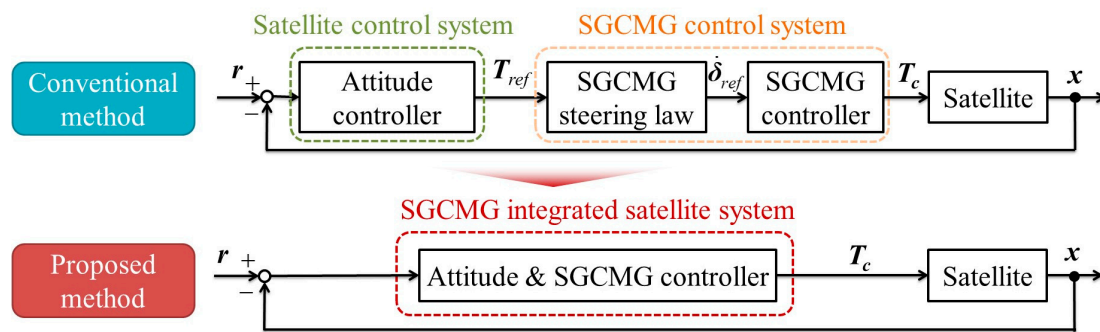 Satellite control system
SGCMG control system
Conventional
method
r
+
−
Attitude
controller
T_ref
SGCMG
steering law
δ̇_ref
SGCMG
controller
T_c
Satellite
x
SGCMG integrated satellite system
Proposed
method
r
+
−
Attitude & SGCMG controller
T_c
Satellite
x